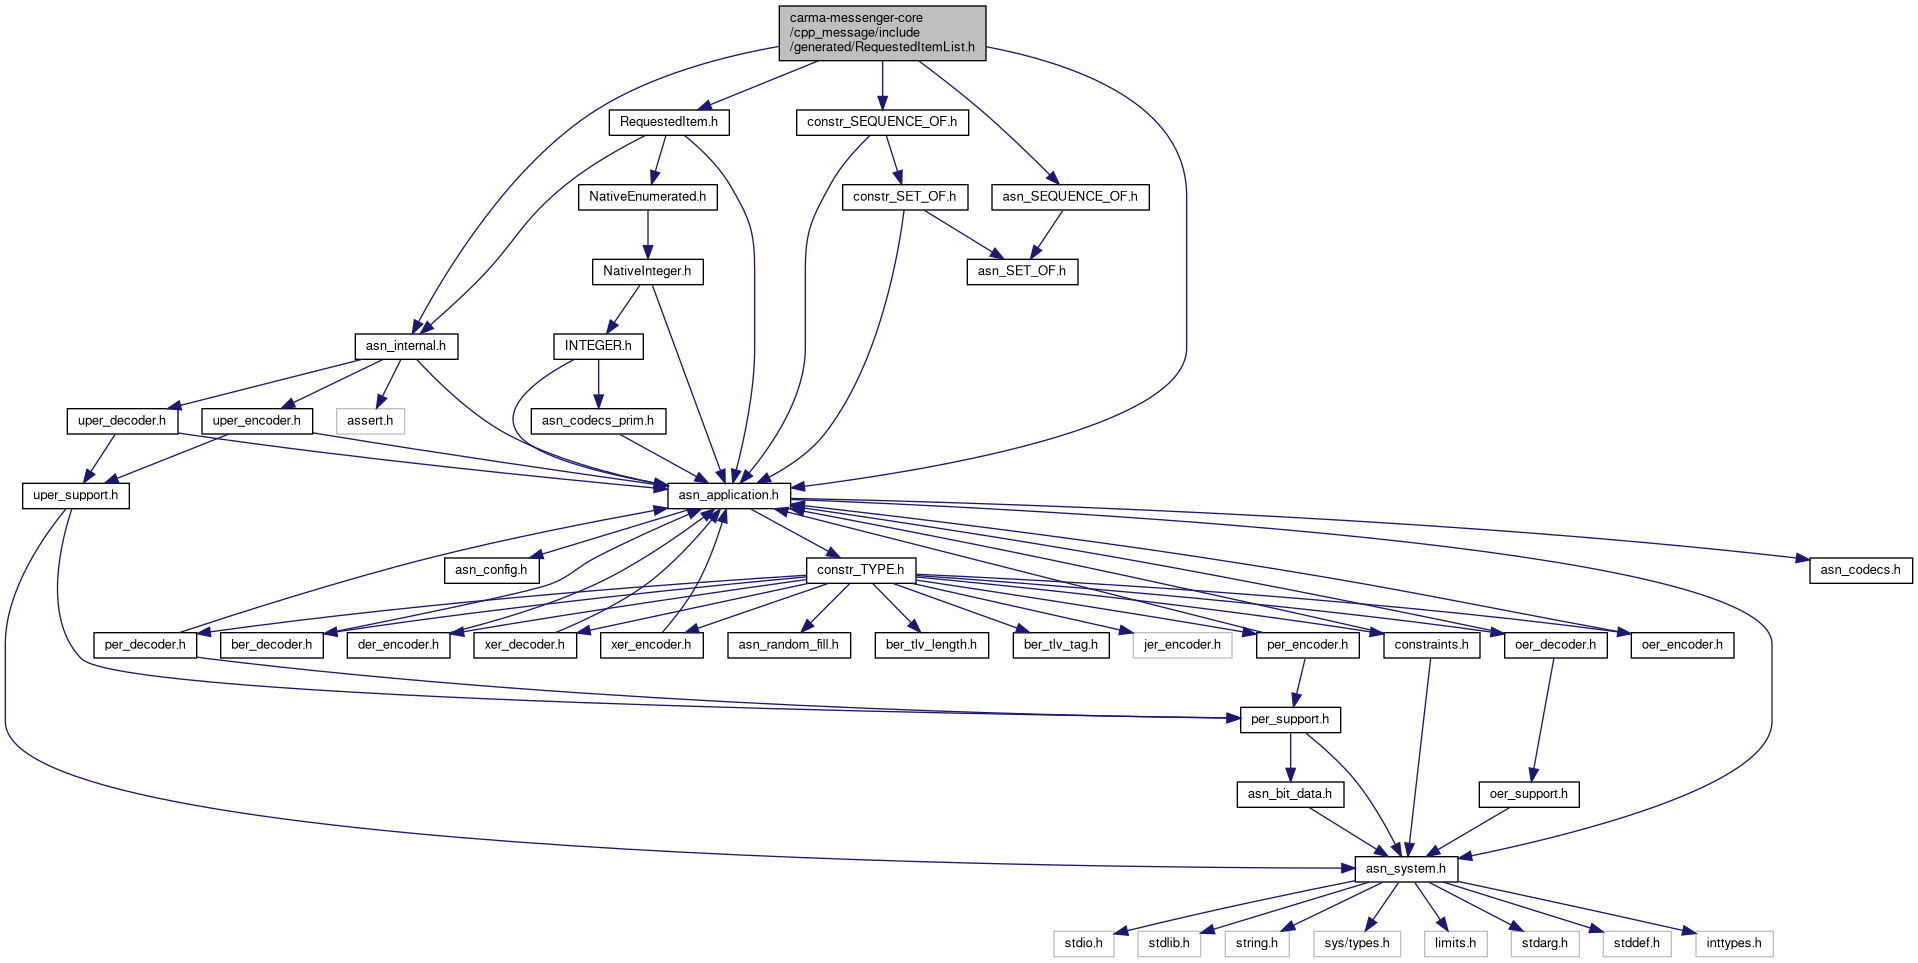 carma-messenger-core
/cpp_message/include
/generated/RequestedItemList.h
RequestedItem.h
constr_SEQUENCE_OF.h
NativeEnumerated.h
constr_SET_OF.h
asn_SEQUENCE_OF.h
NativeInteger.h
asn_SET_OF.h
asn_internal.h
INTEGER.h
uper_decoder.h
uper_encoder.h
assert.h
asn_codecs_prim.h
uper_support.h
asn_application.h
asn_config.h
constr_TYPE.h
asn_codecs.h
per_decoder.h
ber_decoder.h
der_encoder.h
xer_decoder.h
xer_encoder.h
asn_random_fill.h
ber_tlv_length.h
ber_tlv_tag.h
jer_encoder.h
per_encoder.h
constraints.h
oer_decoder.h
oer_encoder.h
per_support.h
asn_bit_data.h
oer_support.h
asn_system.h
stdio.h
stdlib.h
string.h
sys/types.h
limits.h
stdarg.h
stddef.h
inttypes.h